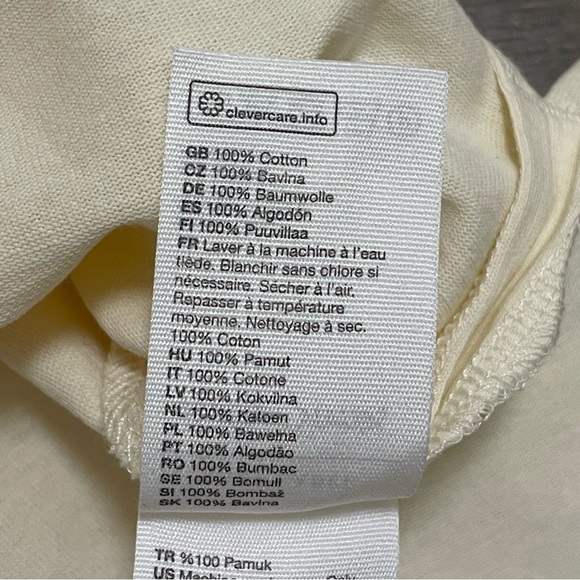 clevercare.info
GB 100% Cotton
CZ 100% Bavlna
DE 100% Baumwolle
ES 100% Algodón
FI 100% Puuvillaa
FR Laver à la machine à l'eau
tiède. Blanchir sans chlore si
nécessaire. Sécher à l'air.
Repasser à température
moyenne. Nettoyage à sec.
100% Coton
HU 100% Pamut
IT 100% Cotone
LV 100% Kokvilna
NL 100% Katoen
PL 100% Bawełna
PT 100% Algodão
RO 100% Bumbac
SE 100% Bomull
SI 100% Bombaž
SK 100% Bavlna
TR %100 Pamuk
US